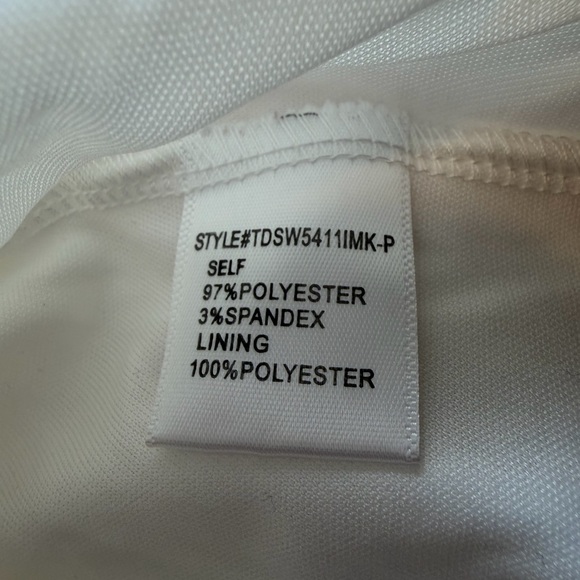 STYLE#TDSW5411IMK-P
SELF
97%POLYESTER
3%SPANDEX
LINING
100%POLYESTER